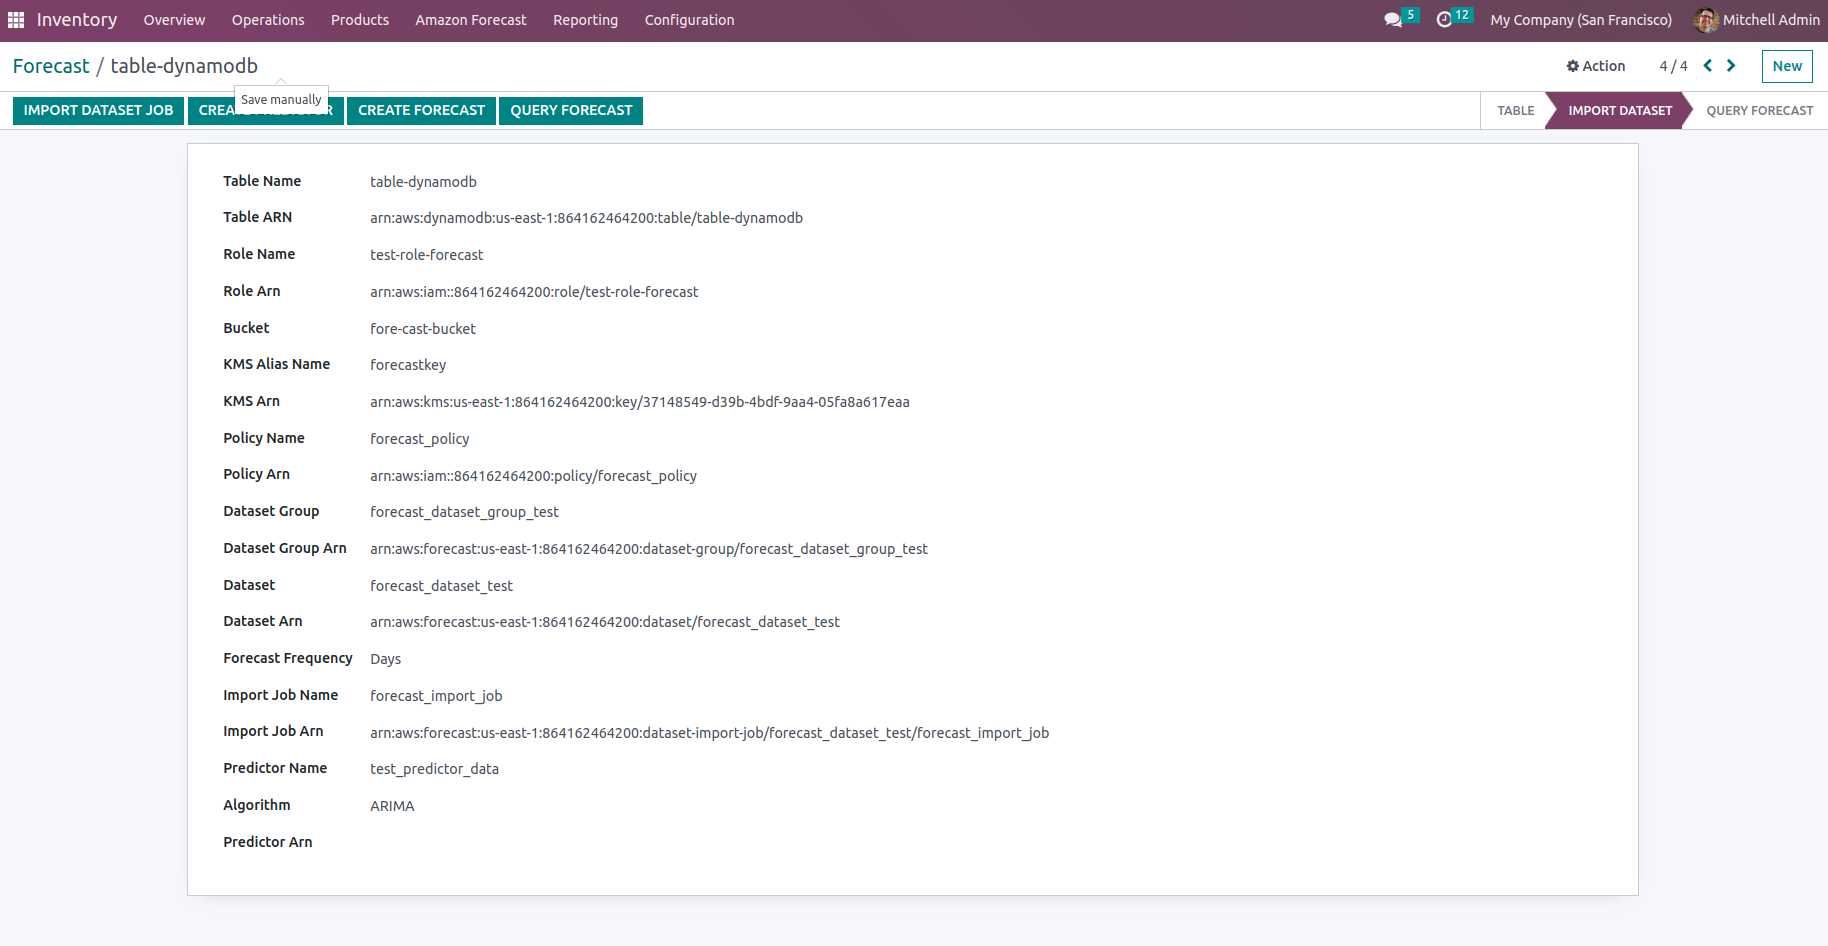 Inventory Overview Operations Products Amazon Forecast Reporting Configuration 5 12 My Company (San Francisco) Mitchell Admin
Forecast / table-dynamodb Action 4 / 4 New
Save manually
IMPORT DATASET JOB CREATE FORECAST QUERY FORECAST TABLE IMPORT DATASET QUERY FORECAST
Table Name table-dynamodb
Table ARN arn:aws:dynamodb:us-east-1:864162464200:table/table-dynamodb
Role Name test-role-forecast
Role Arn arn:aws:iam::864162464200:role/test-role-forecast
Bucket fore-cast-bucket
KMS Alias Name forecastkey
KMS Arn arn:aws:kms:us-east-1:864162464200:key/37148549-d39b-4bdf-9aa4-05fa8a617eaa
Policy Name forecast_policy
Policy Arn arn:aws:iam::864162464200:policy/forecast_policy
Dataset Group forecast_dataset_group_test
Dataset Group Arn arn:aws:forecast:us-east-1:864162464200:dataset-group/forecast_dataset_group_test
Dataset forecast_dataset_test
Dataset Arn arn:aws:forecast:us-east-1:864162464200:dataset/forecast_dataset_test
Forecast Frequency Days
Import Job Name forecast_import_job
Import Job Arn arn:aws:forecast:us-east-1:864162464200:dataset-import-job/forecast_dataset_test/forecast_import_job
Predictor Name test_predictor_data
Algorithm ARIMA
Predictor Arn